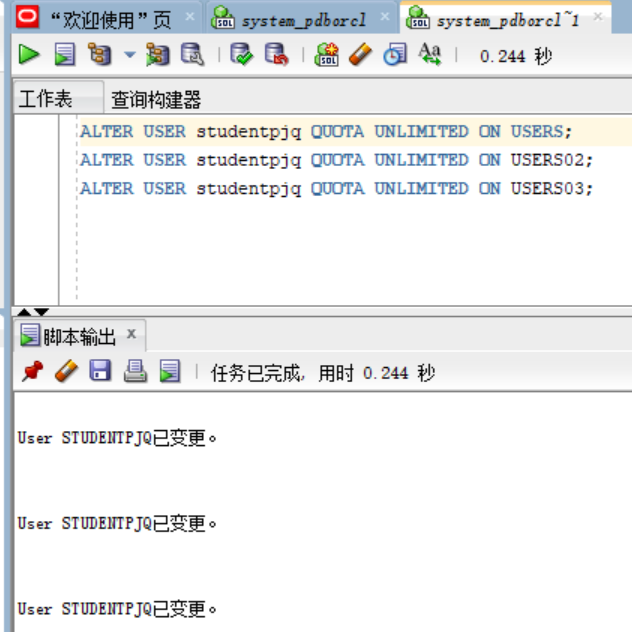 “欢迎使用”页 system_pdborcl system_pdborcl~1
0.244 秒
工作表 查询构建器
ALTER USER studentpjq QUOTA UNLIMITED ON USERS;
ALTER USER studentpjq QUOTA UNLIMITED ON USERS02;
ALTER USER studentpjq QUOTA UNLIMITED ON USERS03;
脚本输出
任务已完成, 用时 0.244 秒
User STUDENTPJQ已变更。
User STUDENTPJQ已变更。
User STUDENTPJQ已变更。